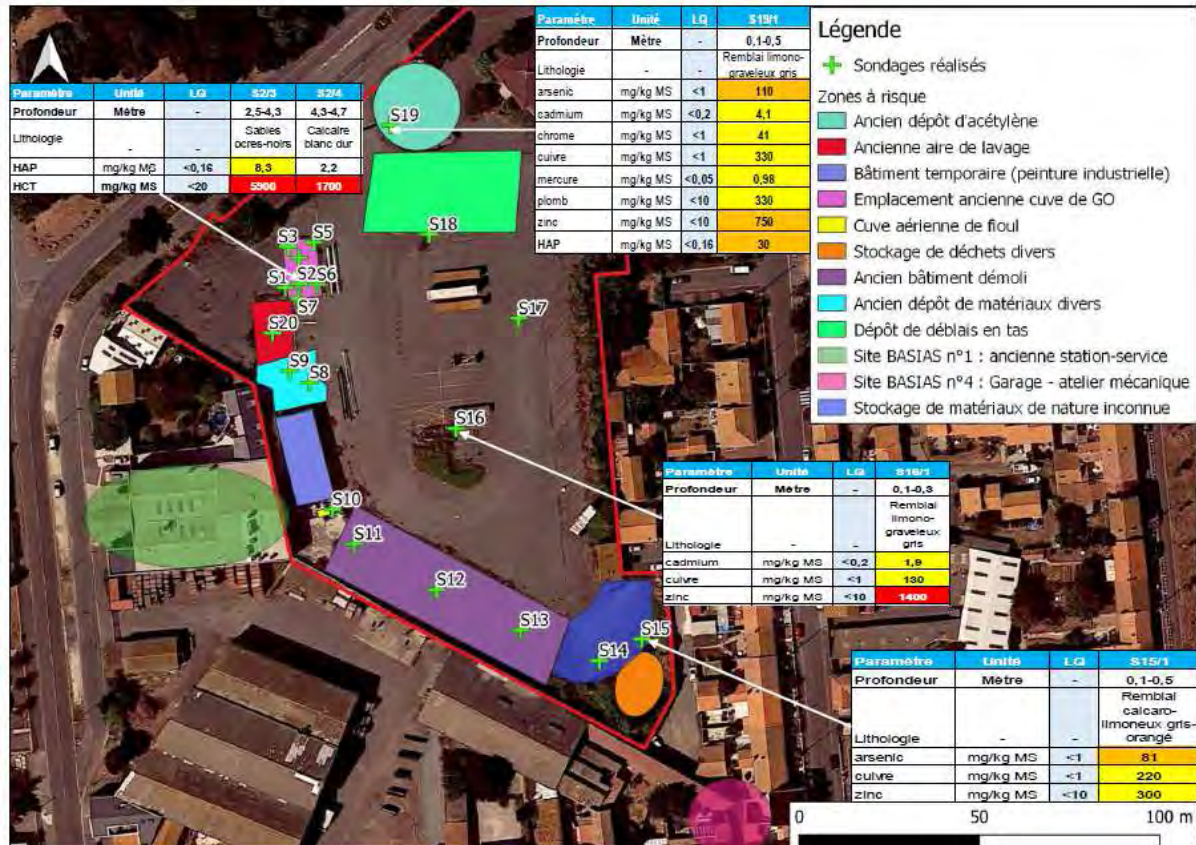 Paramètre Unité LQ S19/1
Profondeur Mètre - 0,1-0,5
Lithologie - - Remblai limono-graveleux gris
arsenic mg/kg MS <1 110
cadmium mg/kg MS <0,2 4,1
chrome mg/kg MS <1 41
cuivre mg/kg MS <1 330
mercure mg/kg MS <0,05 0,98
plomb mg/kg MS <10 330
zinc mg/kg MS <10 750
HAP mg/kg MS <0,16 30
Légende
Sondages réalisés
Zones à risque
Ancien dépôt d'acétylène
Ancienne aire de lavage
Bâtiment temporaire (peinture industrielle)
Emplacement ancienne cuve de GO
Cuve aérienne de fioul
Stockage de déchets divers
Ancien bâtiment démoli
Ancien dépôt de matériaux divers
Dépôt de déblais en tas
Site BASIAS n°1 : ancienne station-service
Site BASIAS n°4 : Garage - atelier mécanique
Stockage de matériaux de nature inconnue
Paramètre Unité LQ S2/3 S2/4
Profondeur Mètre - 2,5-4,3 4,3-4,7
Lithologie - - Sables ocres-noirs Calcaire blanc dur
HAP mg/kg MS <0,16 8,3 2,2
HCT mg/kg MS <20 5900 1700
S19
S18
S3
S5
S1
S2
S6
S7
S17
S20
S9
S8
S16
S10
S11
S12
S13
S14
S15
Paramètre Unité LQ S16/1
Profondeur Mètre - 0,1-0,3
Lithologie - - Remblai limono-graveleux gris
cadmium mg/kg MS <0,2 1,9
cuivre mg/kg MS <1 130
zinc mg/kg MS <10 1400
Paramètre Unité LQ S15/1
Profondeur Mètre - 0,1-0,5
Lithologie - - Remblai calcaro-limoneux gris-orangé
arsenic mg/kg MS <1 81
cuivre mg/kg MS <1 220
zinc mg/kg MS <10 300
0 50 100 m